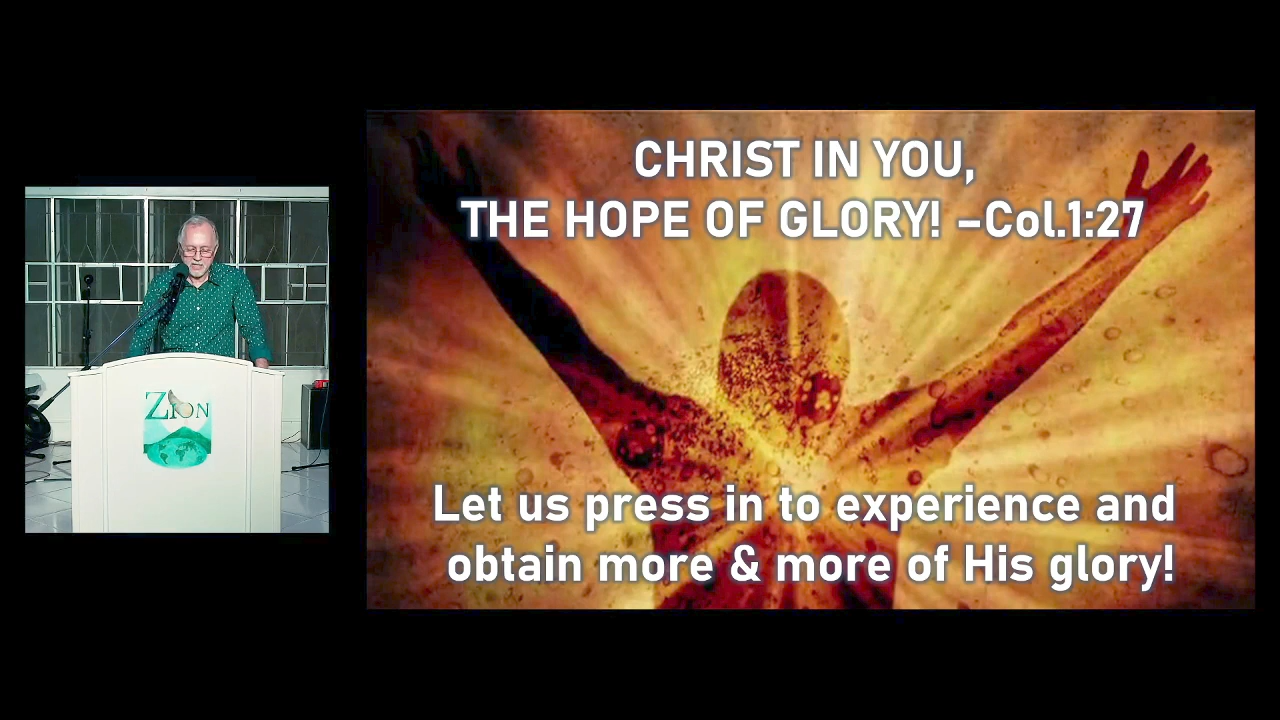 CHRIST IN YOU,
THE HOPE OF GLORY! –Col.1:27
Let us press in to experience and
obtain more & more of His glory!
ZION